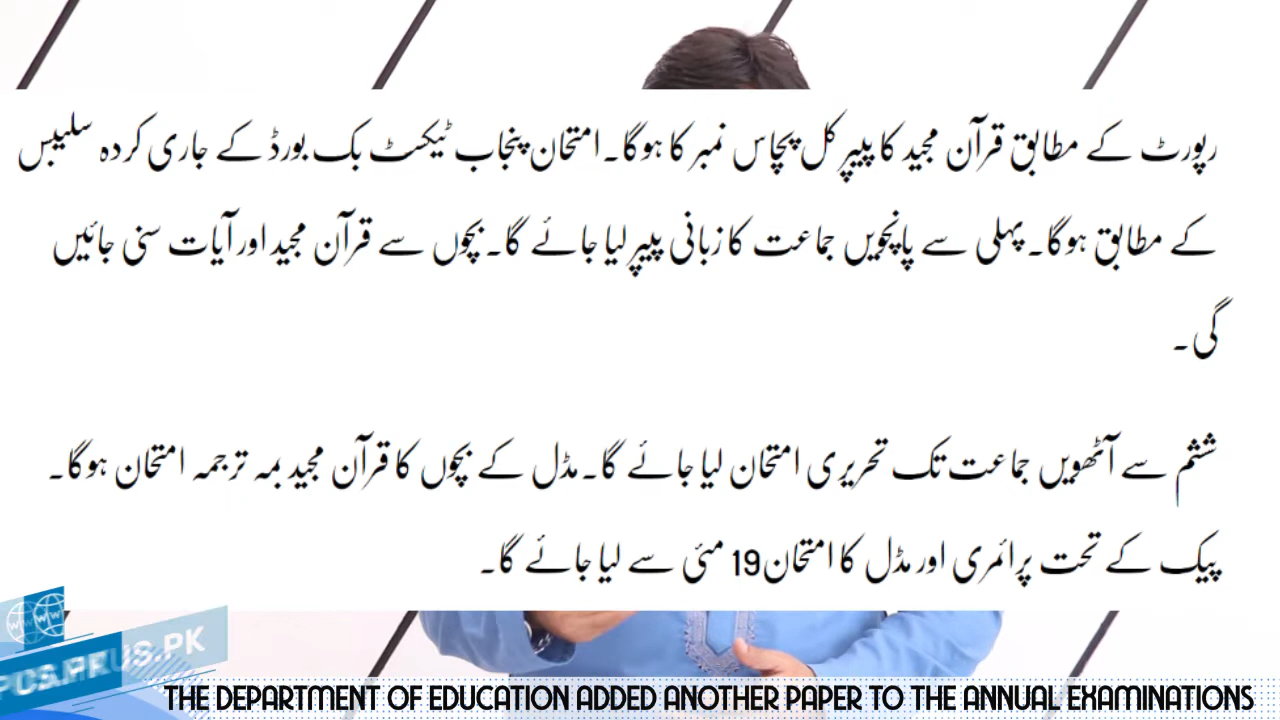 رپورٹ کے مطابق قرآن مجید کا پیپر کل پچاس نمبر کا ہوگا۔امتحان پنجاب ٹیکسٹ بک بورڈ کے جاری کردہ سلیبس
کے مطابق ہوگا۔پہلی سے پانچویں جماعت کا زبانی پیپر لیا جائے گا۔بچوں سے قرآن مجید اور آیات سنی جائیں
گی۔
ششم سے آٹھویں جماعت تک تحریری امتحان لیا جائے گا۔مڈل کے بچوں کا قرآن مجید بمہ ترجمہ امتحان ہوگا۔
پیک کے تحت پرائمری اور مڈل کا امتحان19 مئی سے لیا جائے گا۔
THE DEPARTMENT OF EDUCATION ADDED ANOTHER PAPER TO THE ANNUAL EXAMINATIONS